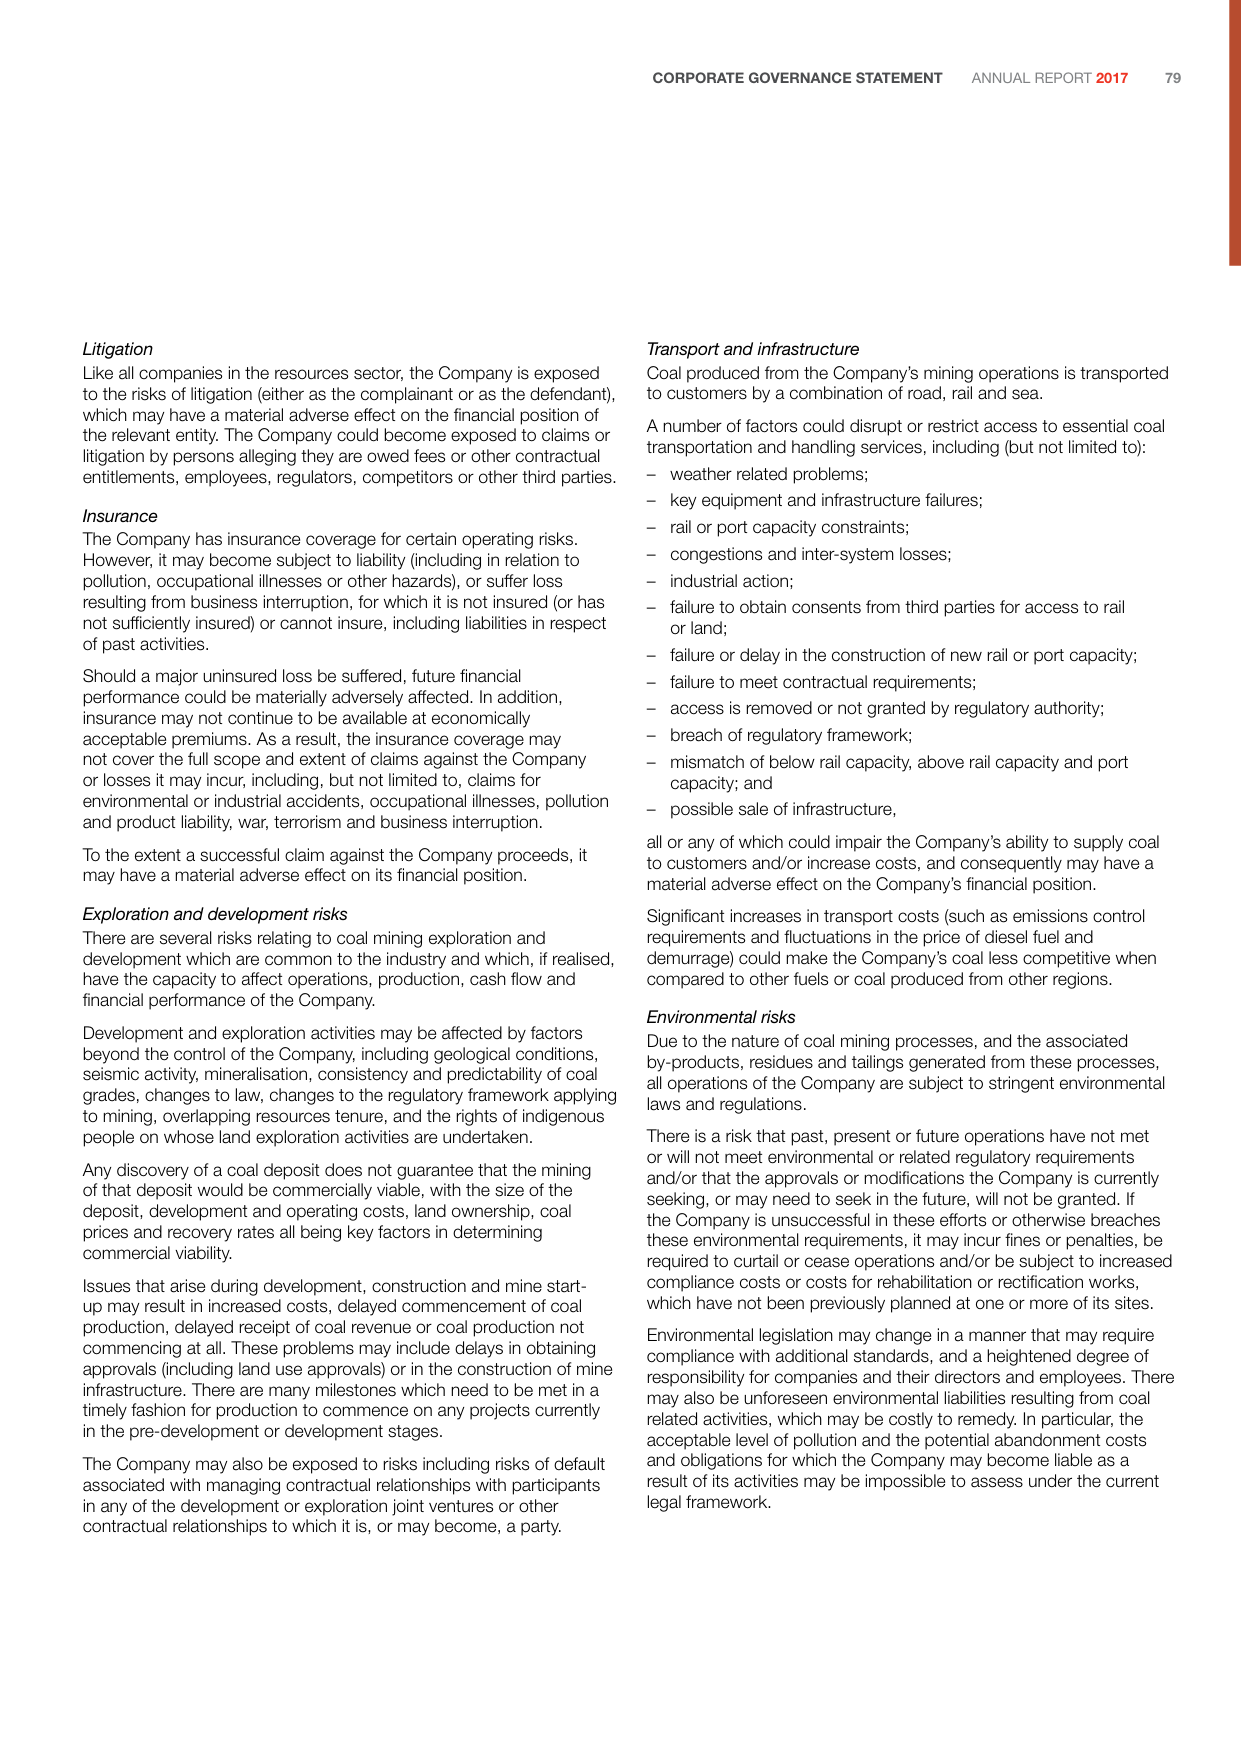 CORPORATE GOVERNANCE STATEMENT ANNUAL REPORT 2017 79
Litigation
Like all companies in the resources sector, the Company is exposed
to the risks of litigation (either as the complainant or as the defendant),
which may have a material adverse effect on the financial position of
the relevant entity. The Company could become exposed to claims or
litigation by persons alleging they are owed fees or other contractual
entitlements, employees, regulators, competitors or other third parties.
Insurance
The Company has insurance coverage for certain operating risks.
However, it may become subject to liability (including in relation to
pollution, occupational illnesses or other hazards), or suffer loss
resulting from business interruption, for which it is not insured (or has
not sufficiently insured) or cannot insure, including liabilities in respect
of past activities.
Should a major uninsured loss be suffered, future financial
performance could be materially adversely affected. In addition,
insurance may not continue to be available at economically
acceptable premiums. As a result, the insurance coverage may
not cover the full scope and extent of claims against the Company
or losses it may incur, including, but not limited to, claims for
environmental or industrial accidents, occupational illnesses, pollution
and product liability, war, terrorism and business interruption.
To the extent a successful claim against the Company proceeds, it
may have a material adverse effect on its financial position.
Exploration and development risks
There are several risks relating to coal mining exploration and
development which are common to the industry and which, if realised,
have the capacity to affect operations, production, cash flow and
financial performance of the Company.
Development and exploration activities may be affected by factors
beyond the control of the Company, including geological conditions,
seismic activity, mineralisation, consistency and predictability of coal
grades, changes to law, changes to the regulatory framework applying
to mining, overlapping resources tenure, and the rights of indigenous
people on whose land exploration activities are undertaken.
Any discovery of a coal deposit does not guarantee that the mining
of that deposit would be commercially viable, with the size of the
deposit, development and operating costs, land ownership, coal
prices and recovery rates all being key factors in determining
commercial viability.
Issues that arise during development, construction and mine start-
up may result in increased costs, delayed commencement of coal
production, delayed receipt of coal revenue or coal production not
commencing at all. These problems may include delays in obtaining
approvals (including land use approvals) or in the construction of mine
infrastructure. There are many milestones which need to be met in a
timely fashion for production to commence on any projects currently
in the pre-development or development stages.
The Company may also be exposed to risks including risks of default
associated with managing contractual relationships with participants
in any of the development or exploration joint ventures or other
contractual relationships to which it is, or may become, a party.
Transport and infrastructure
Coal produced from the Company's mining operations is transported
to customers by a combination of road, rail and sea.
A number of factors could disrupt or restrict access to essential coal
transportation and handling services, including (but not limited to):
– weather related problems;
– key equipment and infrastructure failures;
– rail or port capacity constraints;
– congestions and inter-system losses;
– industrial action;
– failure to obtain consents from third parties for access to rail
or land;
– failure or delay in the construction of new rail or port capacity;
– failure to meet contractual requirements;
– access is removed or not granted by regulatory authority;
– breach of regulatory framework;
– mismatch of below rail capacity, above rail capacity and port
capacity; and
– possible sale of infrastructure,
all or any of which could impair the Company's ability to supply coal
to customers and/or increase costs, and consequently may have a
material adverse effect on the Company's financial position.
Significant increases in transport costs (such as emissions control
requirements and fluctuations in the price of diesel fuel and
demurrage) could make the Company's coal less competitive when
compared to other fuels or coal produced from other regions.
Environmental risks
Due to the nature of coal mining processes, and the associated
by-products, residues and tailings generated from these processes,
all operations of the Company are subject to stringent environmental
laws and regulations.
There is a risk that past, present or future operations have not met
or will not meet environmental or related regulatory requirements
and/or that the approvals or modifications the Company is currently
seeking, or may need to seek in the future, will not be granted. If
the Company is unsuccessful in these efforts or otherwise breaches
these environmental requirements, it may incur fines or penalties, be
required to curtail or cease operations and/or be subject to increased
compliance costs or costs for rehabilitation or rectification works,
which have not been previously planned at one or more of its sites.
Environmental legislation may change in a manner that may require
compliance with additional standards, and a heightened degree of
responsibility for companies and their directors and employees. There
may also be unforeseen environmental liabilities resulting from coal
related activities, which may be costly to remedy. In particular, the
acceptable level of pollution and the potential abandonment costs
and obligations for which the Company may become liable as a
result of its activities may be impossible to assess under the current
legal framework.